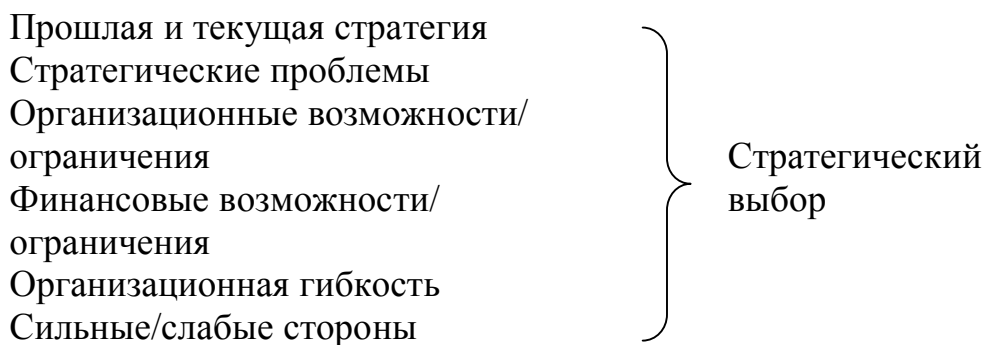 Прошлая и текущая стратегия
Стратегические проблемы
Организационные возможности/
ограничения
Финансовые возможности/
ограничения
Организационная гибкость
Сильные/слабые стороны
Стратегический
выбор